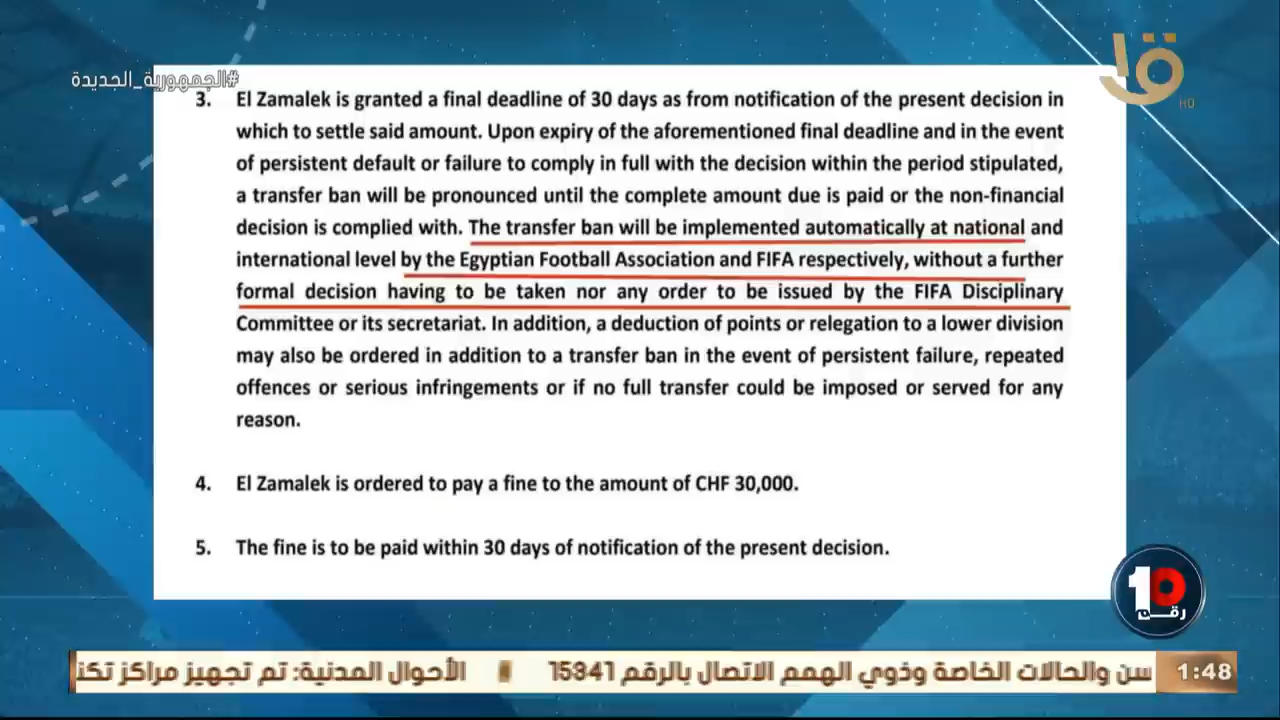 #الجمهورية_الجديدة
HD
3. El Zamalek is granted a final deadline of 30 days as from notification of the present decision in
which to settle said amount. Upon expiry of the aforementioned final deadline and in the event
of persistent default or failure to comply in full with the decision within the period stipulated,
a transfer ban will be pronounced until the complete amount due is paid or the non-financial
decision is complied with. The transfer ban will be implemented automatically at national and
international level by the Egyptian Football Association and FIFA respectively, without a further
formal decision having to be taken nor any order to be issued by the FIFA Disciplinary
Committee or its secretariat. In addition, a deduction of points or relegation to a lower division
may also be ordered in addition to a transfer ban in the event of persistent failure, repeated
offences or serious infringements or if no full transfer could be imposed or served for any
reason.
4. El Zamalek is ordered to pay a fine to the amount of CHF 30,000.
5. The fine is to be paid within 30 days of notification of the present decision.
رقم 10
سن والحالات الخاصة وذوي الهمم الاتصال بالرقم 15341 الأحوال المدنية: تم تجهيز مراكز تكن
1:48